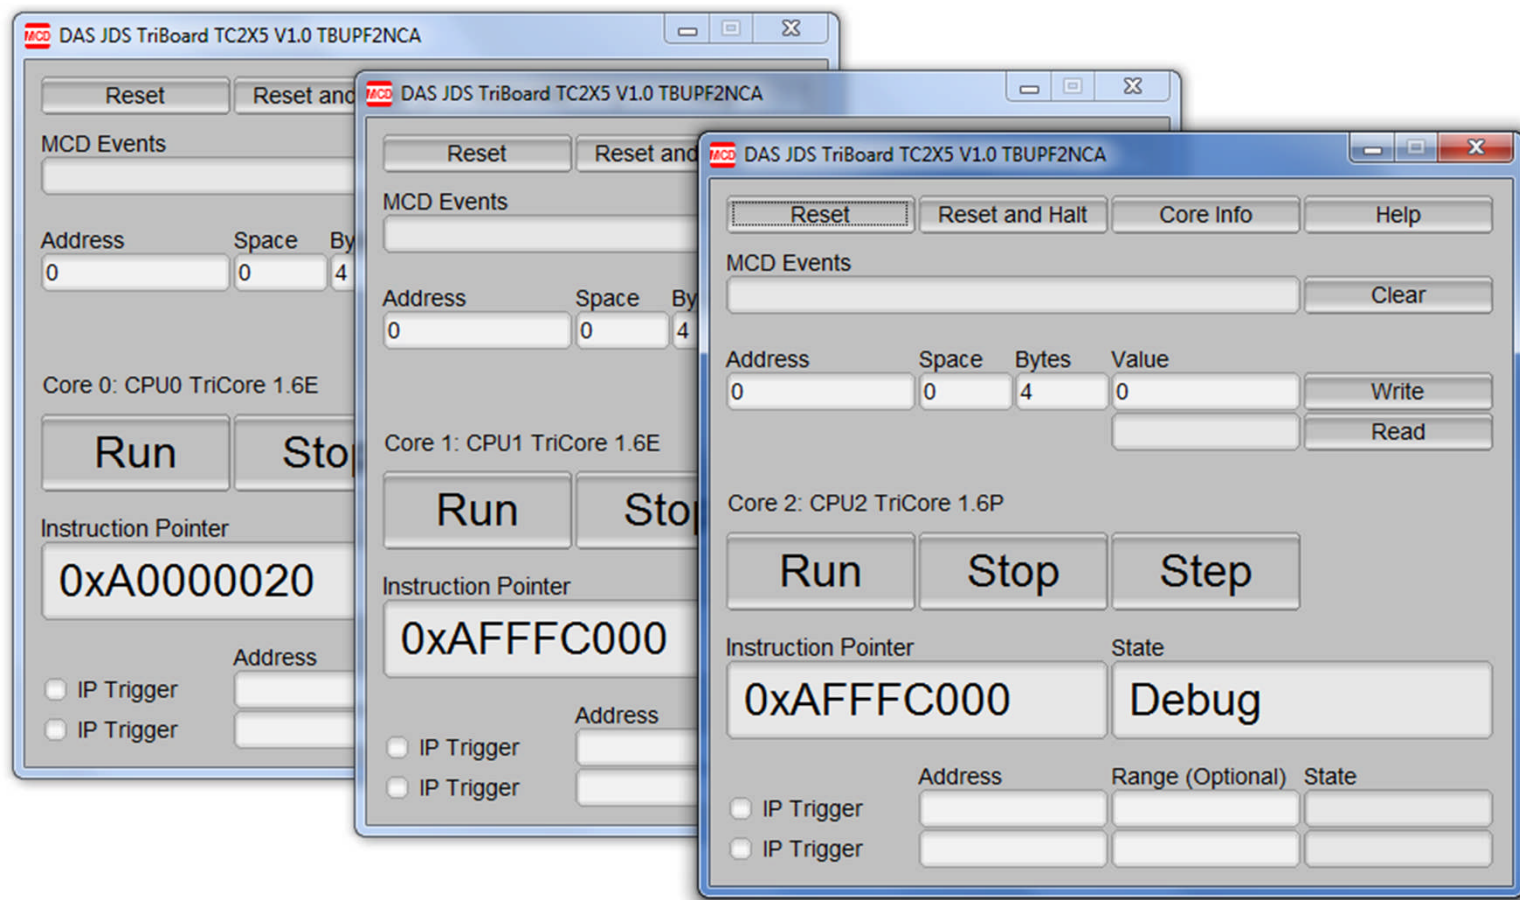 MCD DAS JDS TriBoard TC2X5 V1.0 TBUPF2NCA
Reset Reset and
MCD Events
Address Space By
0 0 4
Core 0: CPU0 TriCore 1.6E
Run Stop
Instruction Pointer
0xA0000020
Address
IP Trigger
IP Trigger
MCD DAS JDS TriBoard TC2X5 V1.0 TBUPF2NCA
Reset Reset and
MCD Events
Address Space By
0 0 4
Core 1: CPU1 TriCore 1.6E
Run Stop
Instruction Pointer
0xAFFFC000
Address
IP Trigger
IP Trigger
MCD DAS JDS TriBoard TC2X5 V1.0 TBUPF2NCA
Reset Reset and Halt Core Info Help
MCD Events
Clear
Address Space Bytes Value
0 0 4 0 Write
Read
Core 2: CPU2 TriCore 1.6P
Run Stop Step
Instruction Pointer State
0xAFFFC000 Debug
Address Range (Optional) State
IP Trigger
IP Trigger